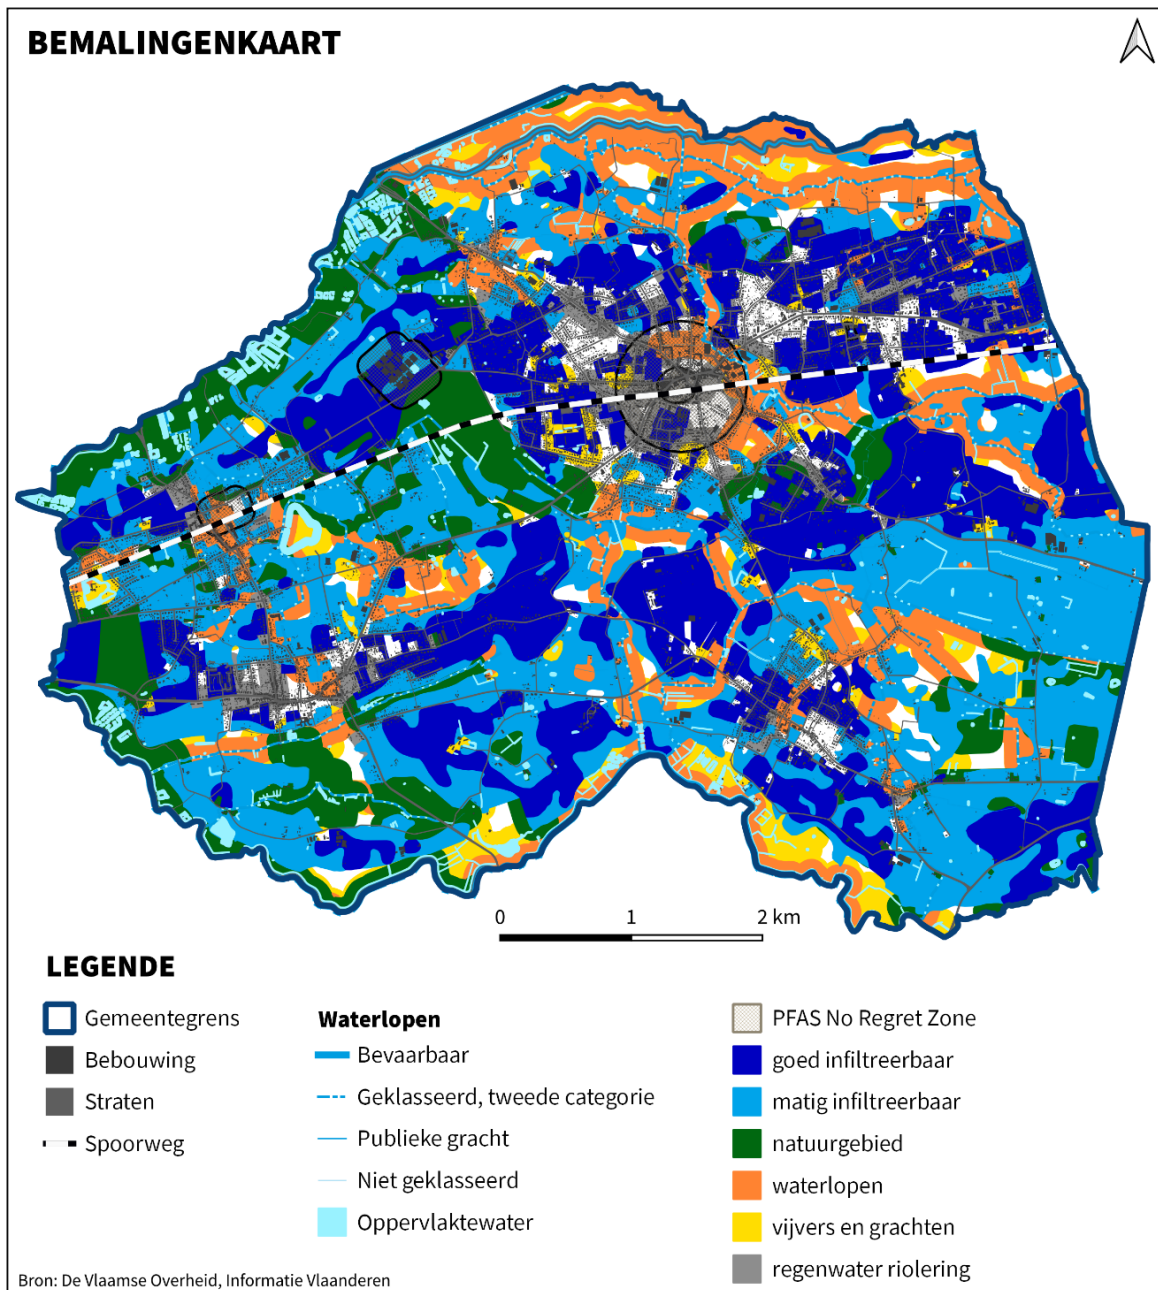 BEMALINGENKAART
0 1 2 km
LEGENDE
Gemeentegrens
Bebouwing
Straten
Spoorweg
Waterlopen
Bevaarbaar
Geklasseerd, tweede categorie
Publieke gracht
Niet geklasseerd
Oppervlaktewater
PFAS No Regret Zone
goed infiltreerbaar
matig infiltreerbaar
natuurgebied
waterlopen
vijvers en grachten
regenwater riolering
Bron: De Vlaamse Overheid, Informatie Vlaanderen